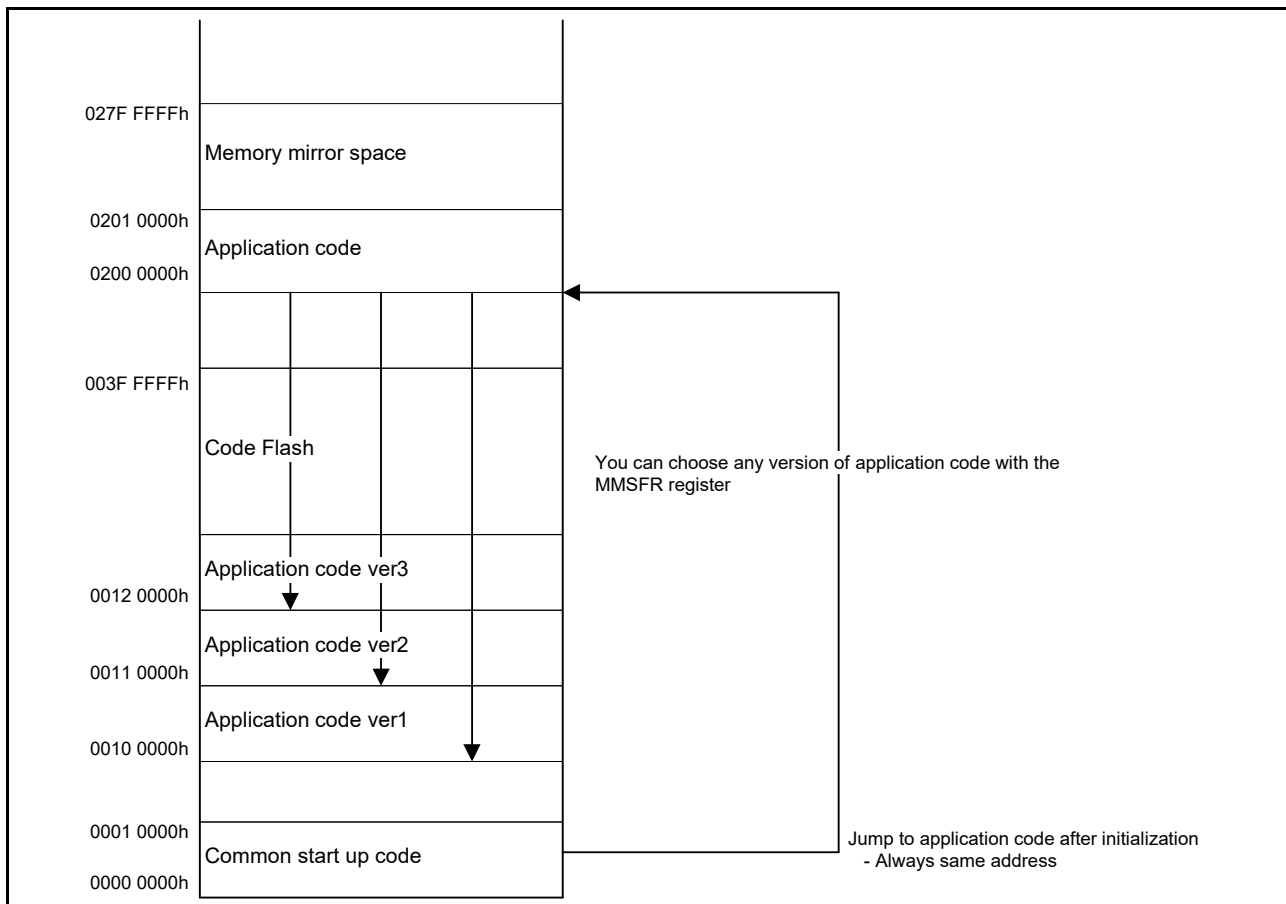 027F FFFFh
Memory mirror space
0201 0000h
Application code
0200 0000h
003F FFFFh
Code Flash
You can choose any version of application code with the
MMSFR register
Application code ver3
0012 0000h
Application code ver2
0011 0000h
Application code ver1
0010 0000h
0001 0000h
Common start up code
0000 0000h
Jump to application code after initialization
- Always same address